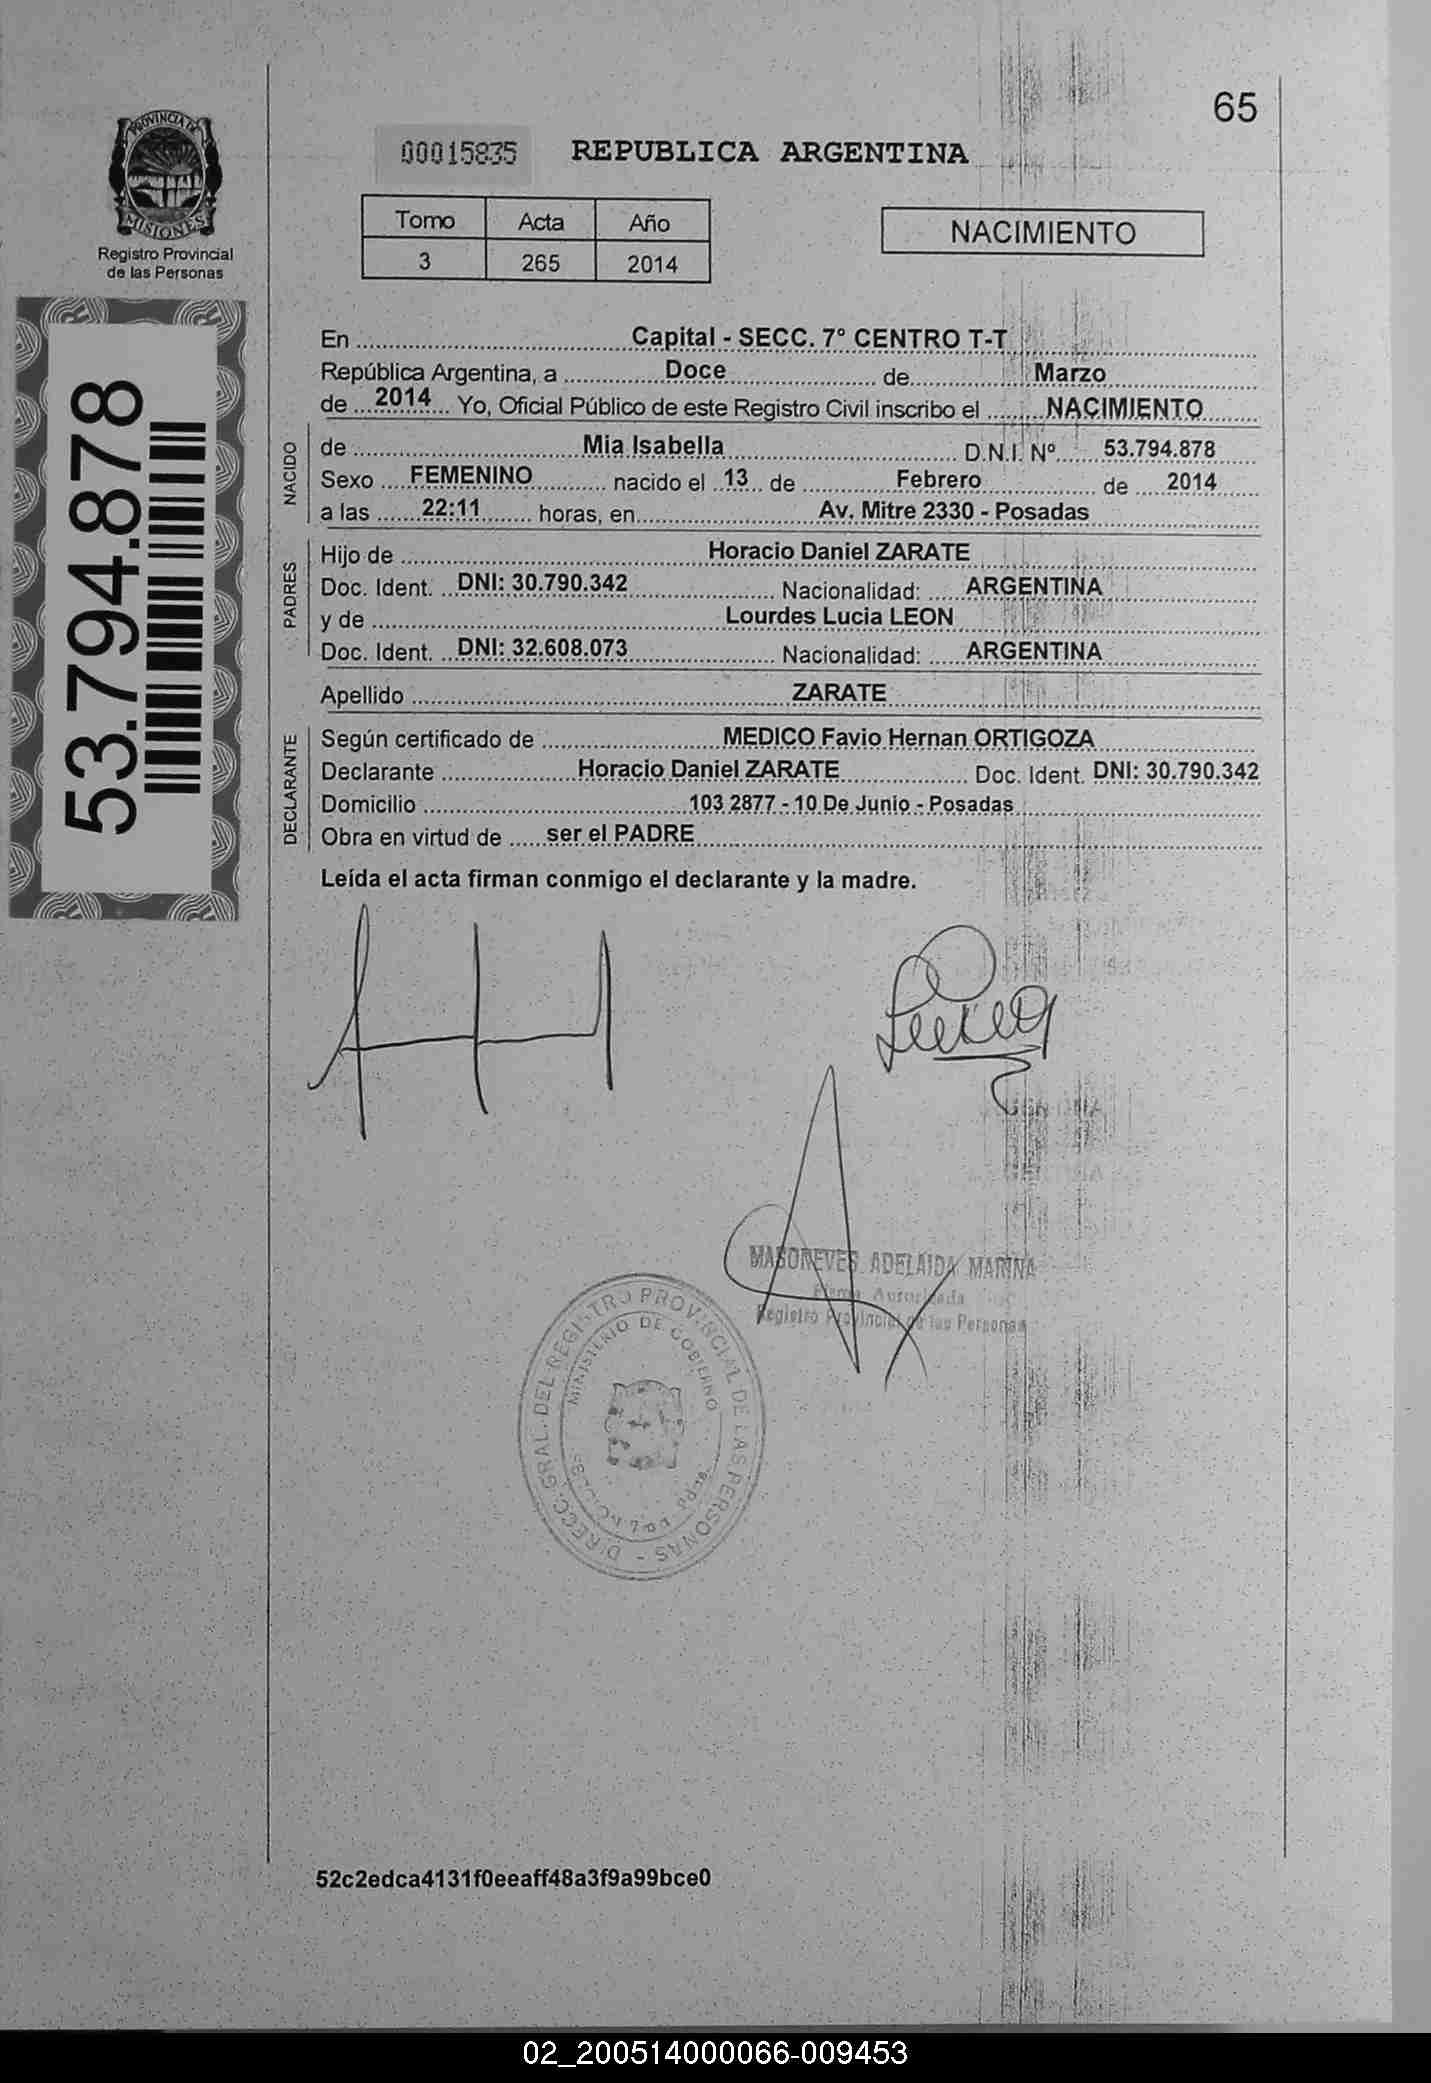 65
PROVINCIA DE
MISIONES
Registro Provincial
de las Personas
00015835 REPUBLICA ARGENTINA
Tomo Acta Año
3 265 2014
NACIMIENTO
53.794.878
En Capital - SECC. 7° CENTRO T-T
República Argentina, a Doce de Marzo
de 2014 Yo, Oficial Público de este Registro Civil inscribo el NACIMIENTO
NACIDO
de Mia Isabella D.N.I. Nº 53.794.878
Sexo FEMENINO nacido el 13 de Febrero de 2014
a las 22:11 horas, en Av. Mitre 2330 - Posadas
PADRES
Hijo de Horacio Daniel ZARATE
Doc. Ident. DNI: 30.790.342 Nacionalidad: ARGENTINA
y de Lourdes Lucia LEON
Doc. Ident. DNI: 32.608.073 Nacionalidad: ARGENTINA
Apellido ZARATE
DECLARANTE
Según certificado de MEDICO Favio Hernan ORTIGOZA
Declarante Horacio Daniel ZARATE Doc. Ident. DNI: 30.790.342
Domicilio 103 2877 - 10 De Junio - Posadas
Obra en virtud de ser el PADRE
Leída el acta firman conmigo el declarante y la madre.
ADELAIDA MARINA
Firma Autorizada
Registro Provincial de las Personas
DIRECC. GRAL. DEL REGISTRO PROVINCIAL DE LAS PERSONAS
MINISTERIO DE GOBIERNO
52c2edca4131f0eeaff48a3f9a99bce0
02_200514000066-009453